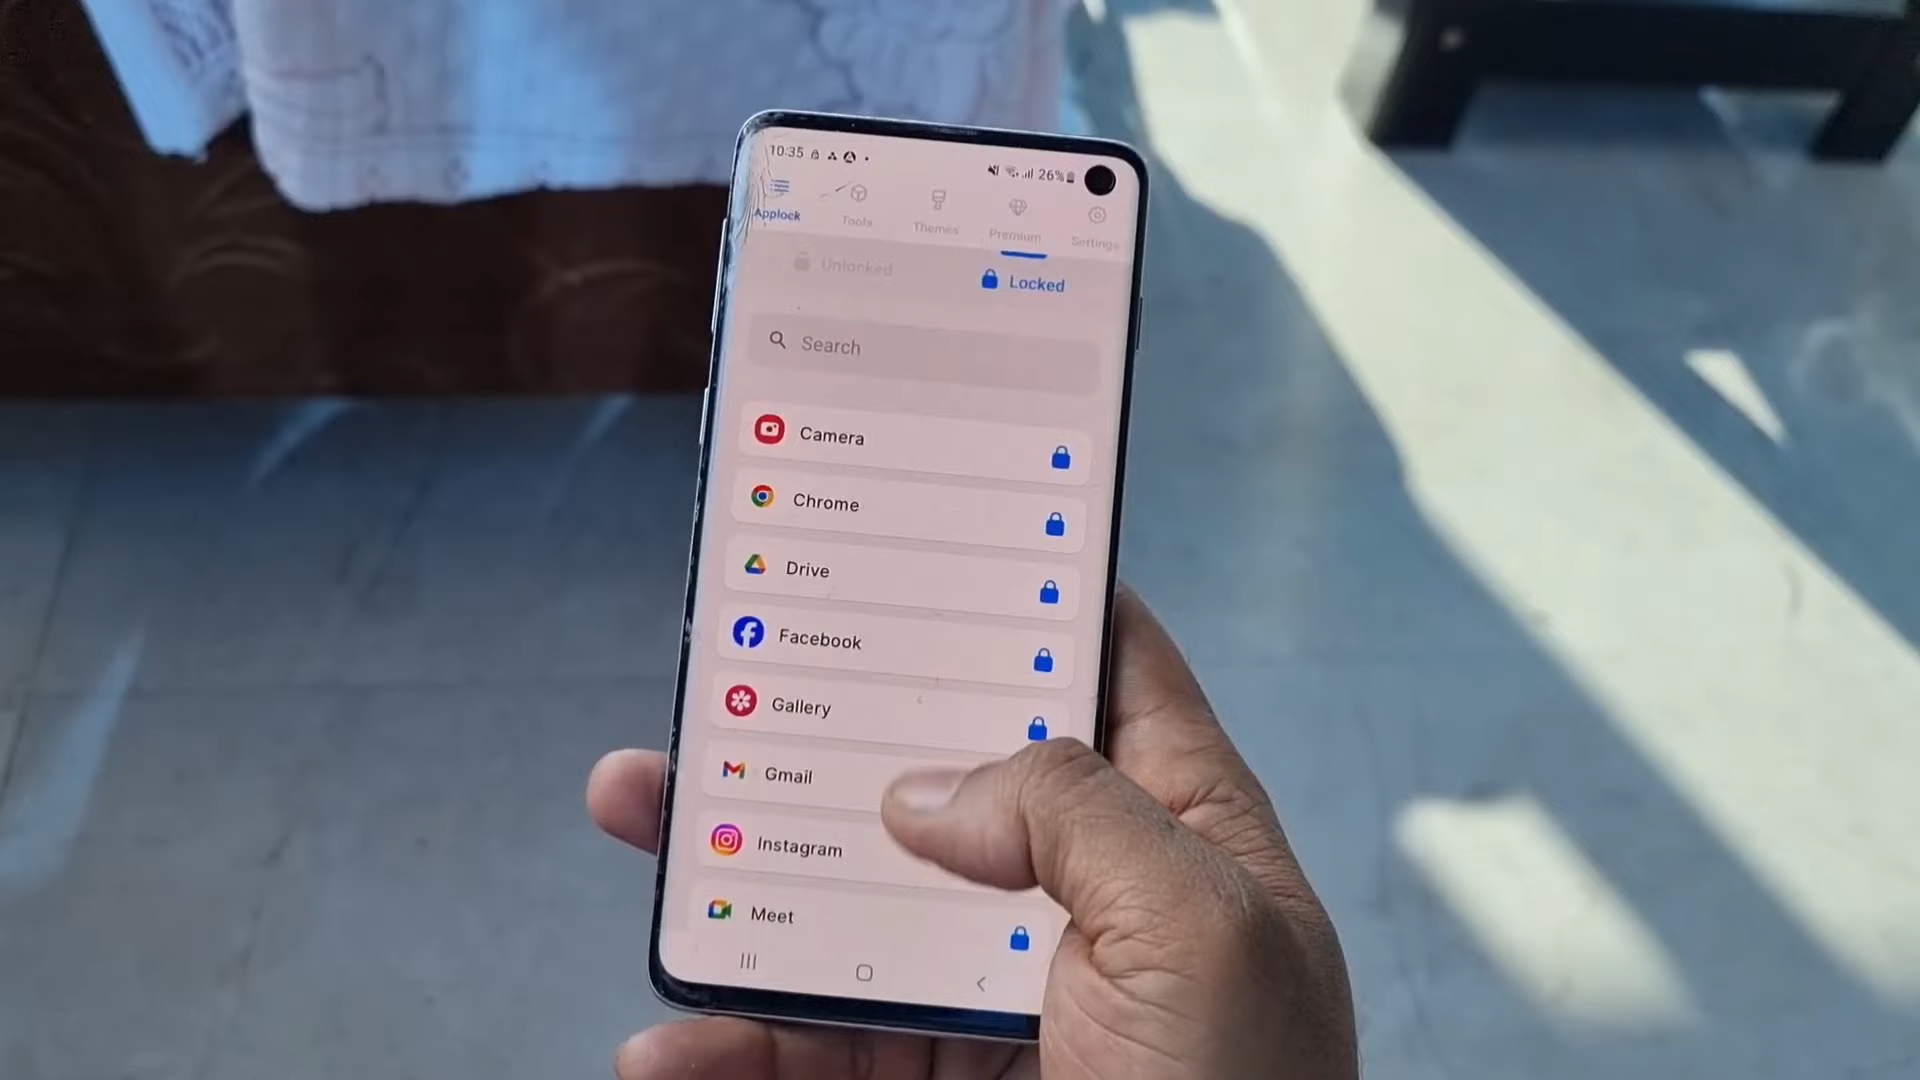 10:35
26%
Applock Tools Themes Premium Settings
Unlocked Locked
Search
Camera
Chrome
Drive
Facebook
Gallery
Gmail
Instagram
Meet